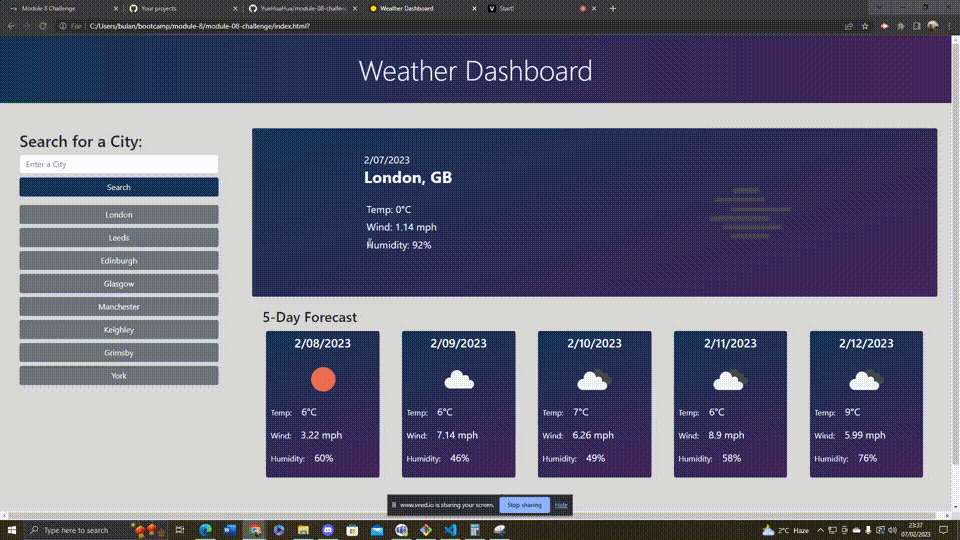 Module 8 Challenge
Your projects
YueHuaHua/module-08-challeng
Weather Dashboard
Start!
File
C:/Users/bulan/bootcamp/module-8/module-08-challenge/index.html?
Weather Dashboard
Search for a City:
Enter a City
Search
London
Leeds
Edinburgh
Glasgow
Manchester
Keighley
Grimsby
York
2/07/2023
London, GB
Temp: 0°C
Wind: 1.14 mph
Humidity: 92%
5-Day Forecast
2/08/2023
Temp: 6°C
Wind: 3.22 mph
Humidity: 60%
2/09/2023
Temp: 6°C
Wind: 7.14 mph
Humidity: 46%
2/10/2023
Temp: 7°C
Wind: 6.26 mph
Humidity: 49%
2/11/2023
Temp: 6°C
Wind: 8.9 mph
Humidity: 58%
2/12/2023
Temp: 9°C
Wind: 5.99 mph
Humidity: 76%
www.veed.io is sharing your screen.
Stop sharing
Hide
Type here to search
2°C Haze
23:37
07/02/2023